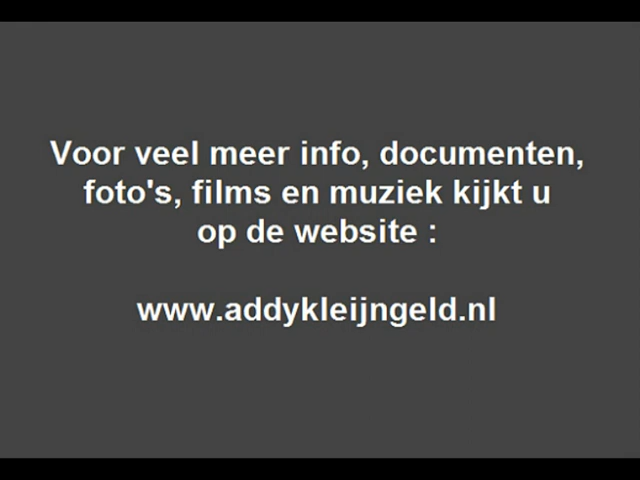 Voor veel meer info, documenten,
foto's, films en muziek kijkt u
op de website :
www.addykleijngeld.nl